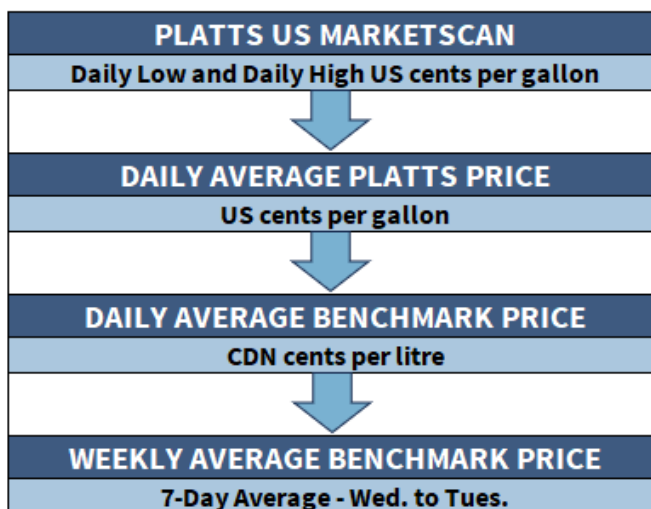 PLATTS US MARKETSCAN
Daily Low and Daily High US cents per gallon
DAILY AVERAGE PLATTS PRICE
US cents per gallon
DAILY AVERAGE BENCHMARK PRICE
CDN cents per litre
WEEKLY AVERAGE BENCHMARK PRICE
7-Day Average - Wed. to Tues.